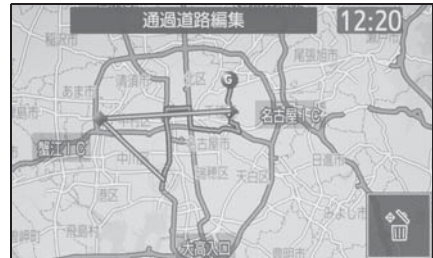 通過道路編集
12:20
稲沢市
尾張旭市
清須市
北区
あま市
G
名古屋IC
蟹江IC
中川
名古屋市
日進市
瑞穂区
天白区
港区
みよし市
飛島村
大高入口
豊明市